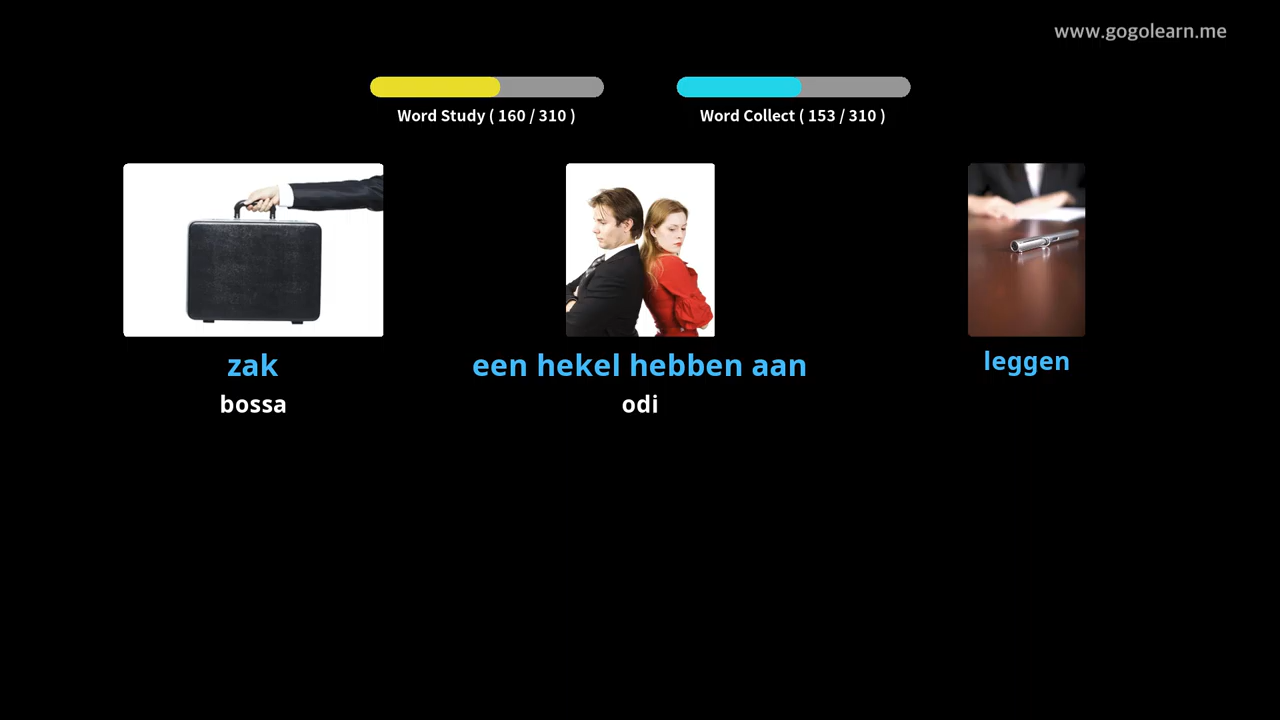 www.gogolearn.me
Word Study ( 160 / 310 )
Word Collect ( 153 / 310 )
zak
bossa
een hekel hebben aan
odi
leggen